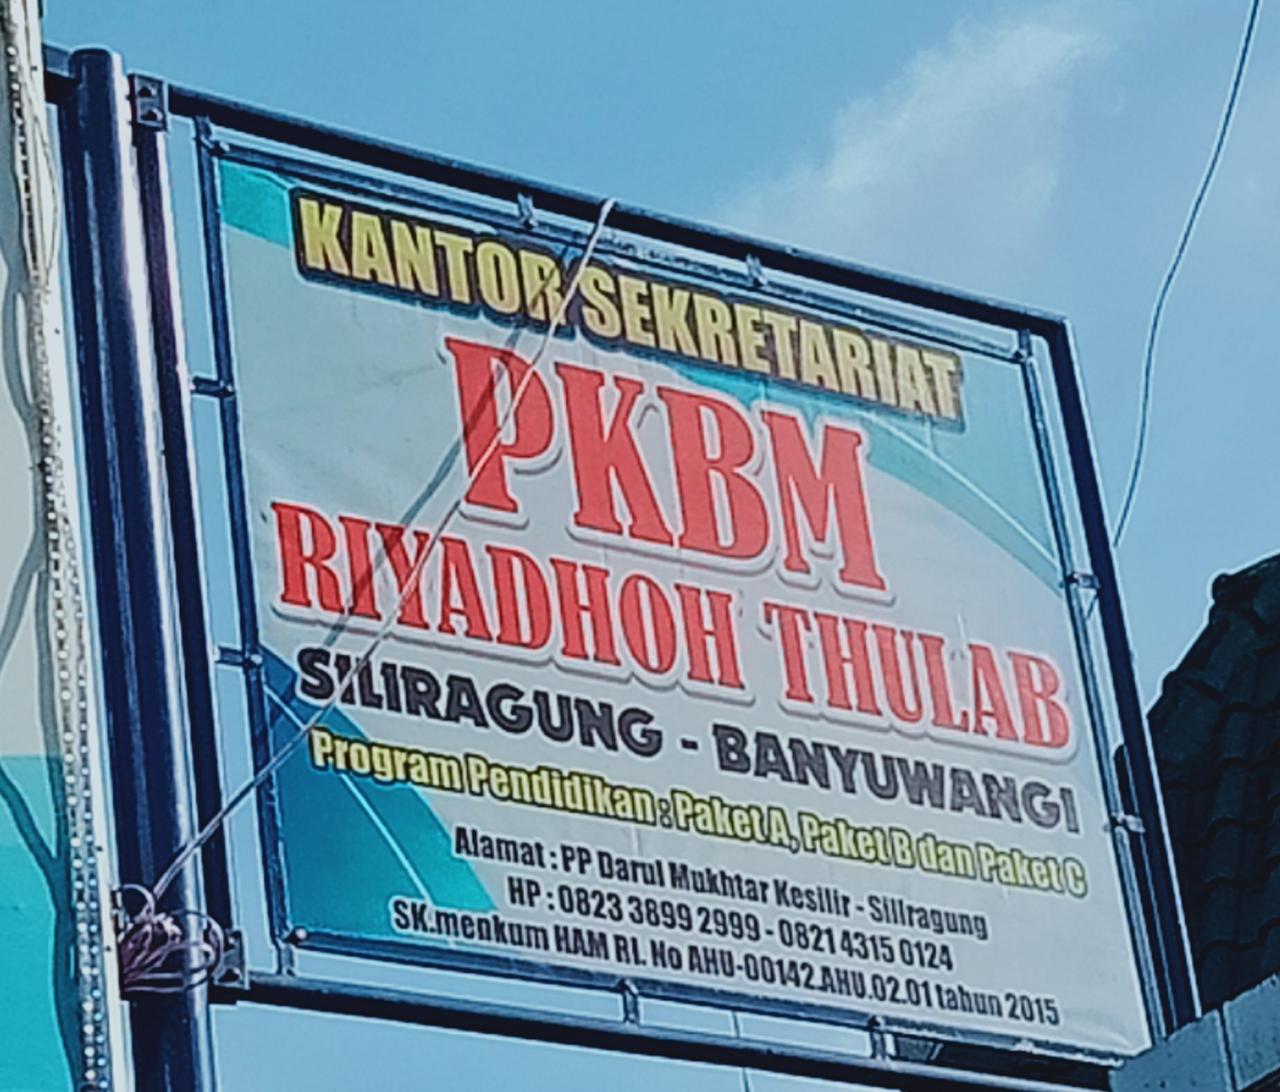 KANTOR SEKRETARIAT
PKBM
RIYADHOH THULAB
SILIRAGUNG - BANYUWANGI
Program Pendidikan : Paket A, Paket B dan Paket C
Alamat : PP Darul Mukhtar Kesilir - Siliragung
HP : 0823 3899 2999 - 0821 4315 0124
SK.menkum HAM RI. No AHU-00142.AHU.02.01 tahun 2015